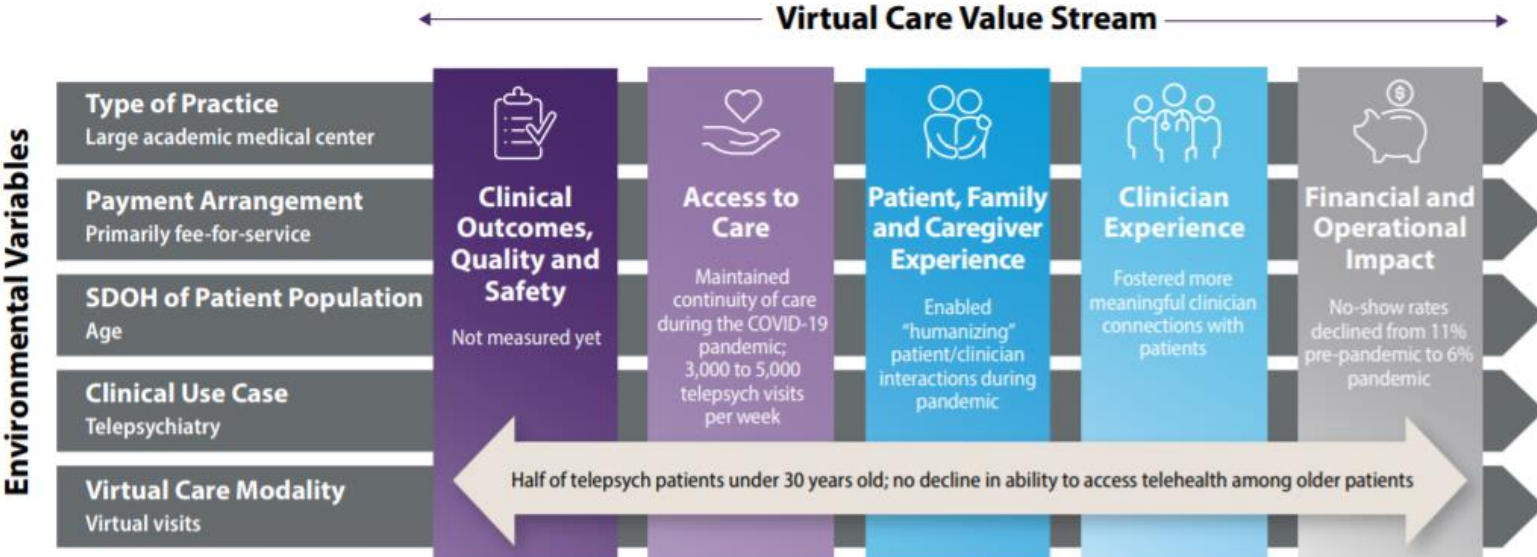 Virtual Care Value Stream
Environmental Variables
Type of Practice
Large academic medical center
Payment Arrangement
Primarily fee-for-service
SDOH of Patient Population
Age
Clinical Use Case
Telepsychiatry
Virtual Care Modality
Virtual visits
Clinical
Outcomes,
Quality and
Safety
Not measured yet
Access to
Care
Maintained
continuity of care
during the COVID-19
pandemic;
3,000 to 5,000
telepsych visits
per week
Patient, Family
and Caregiver
Experience
Enabled
“humanizing”
patient/clinician
interactions during
pandemic
Clinician
Experience
Fostered more
meaningful clinician
connections with
patients
$
Financial and
Operational
Impact
No-show rates
declined from 11%
pre-pandemic to 6%
pandemic
Half of telepsych patients under 30 years old; no decline in ability to access telehealth among older patients